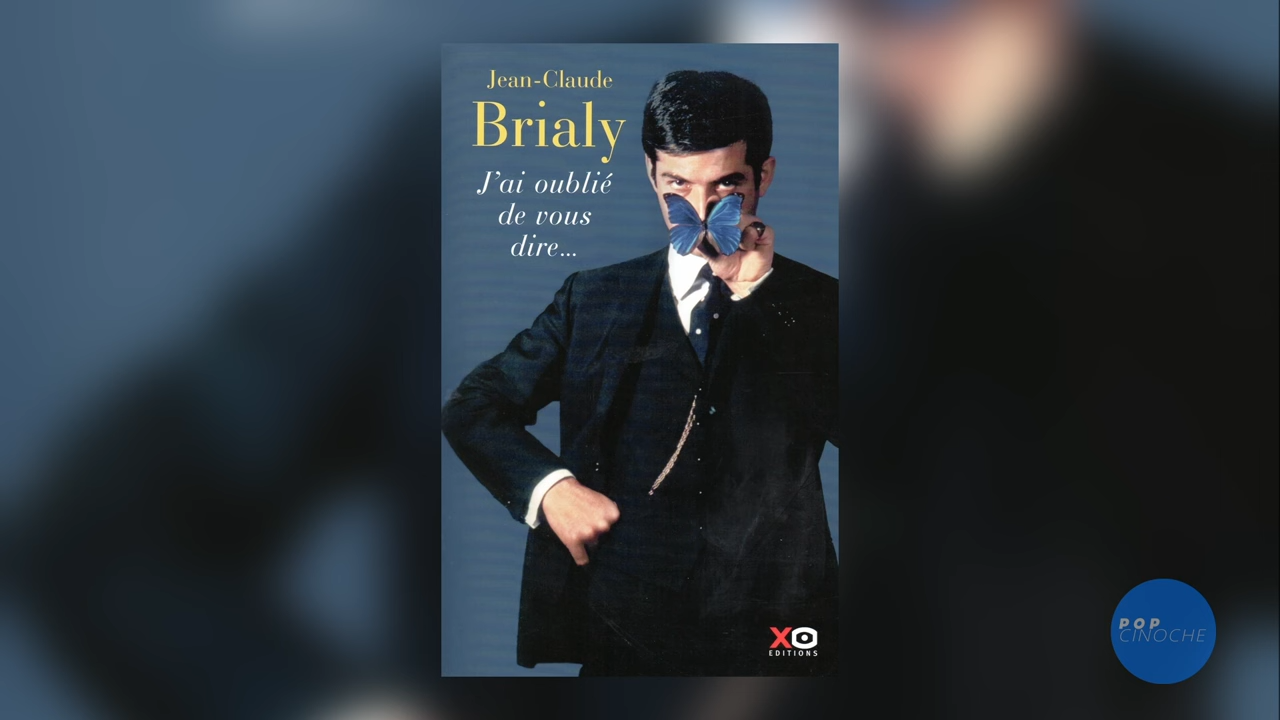 Jean-Claude
Brialy
J'ai oublié
de vous
dire...
XO
EDITIONS
POP
CINOCHE